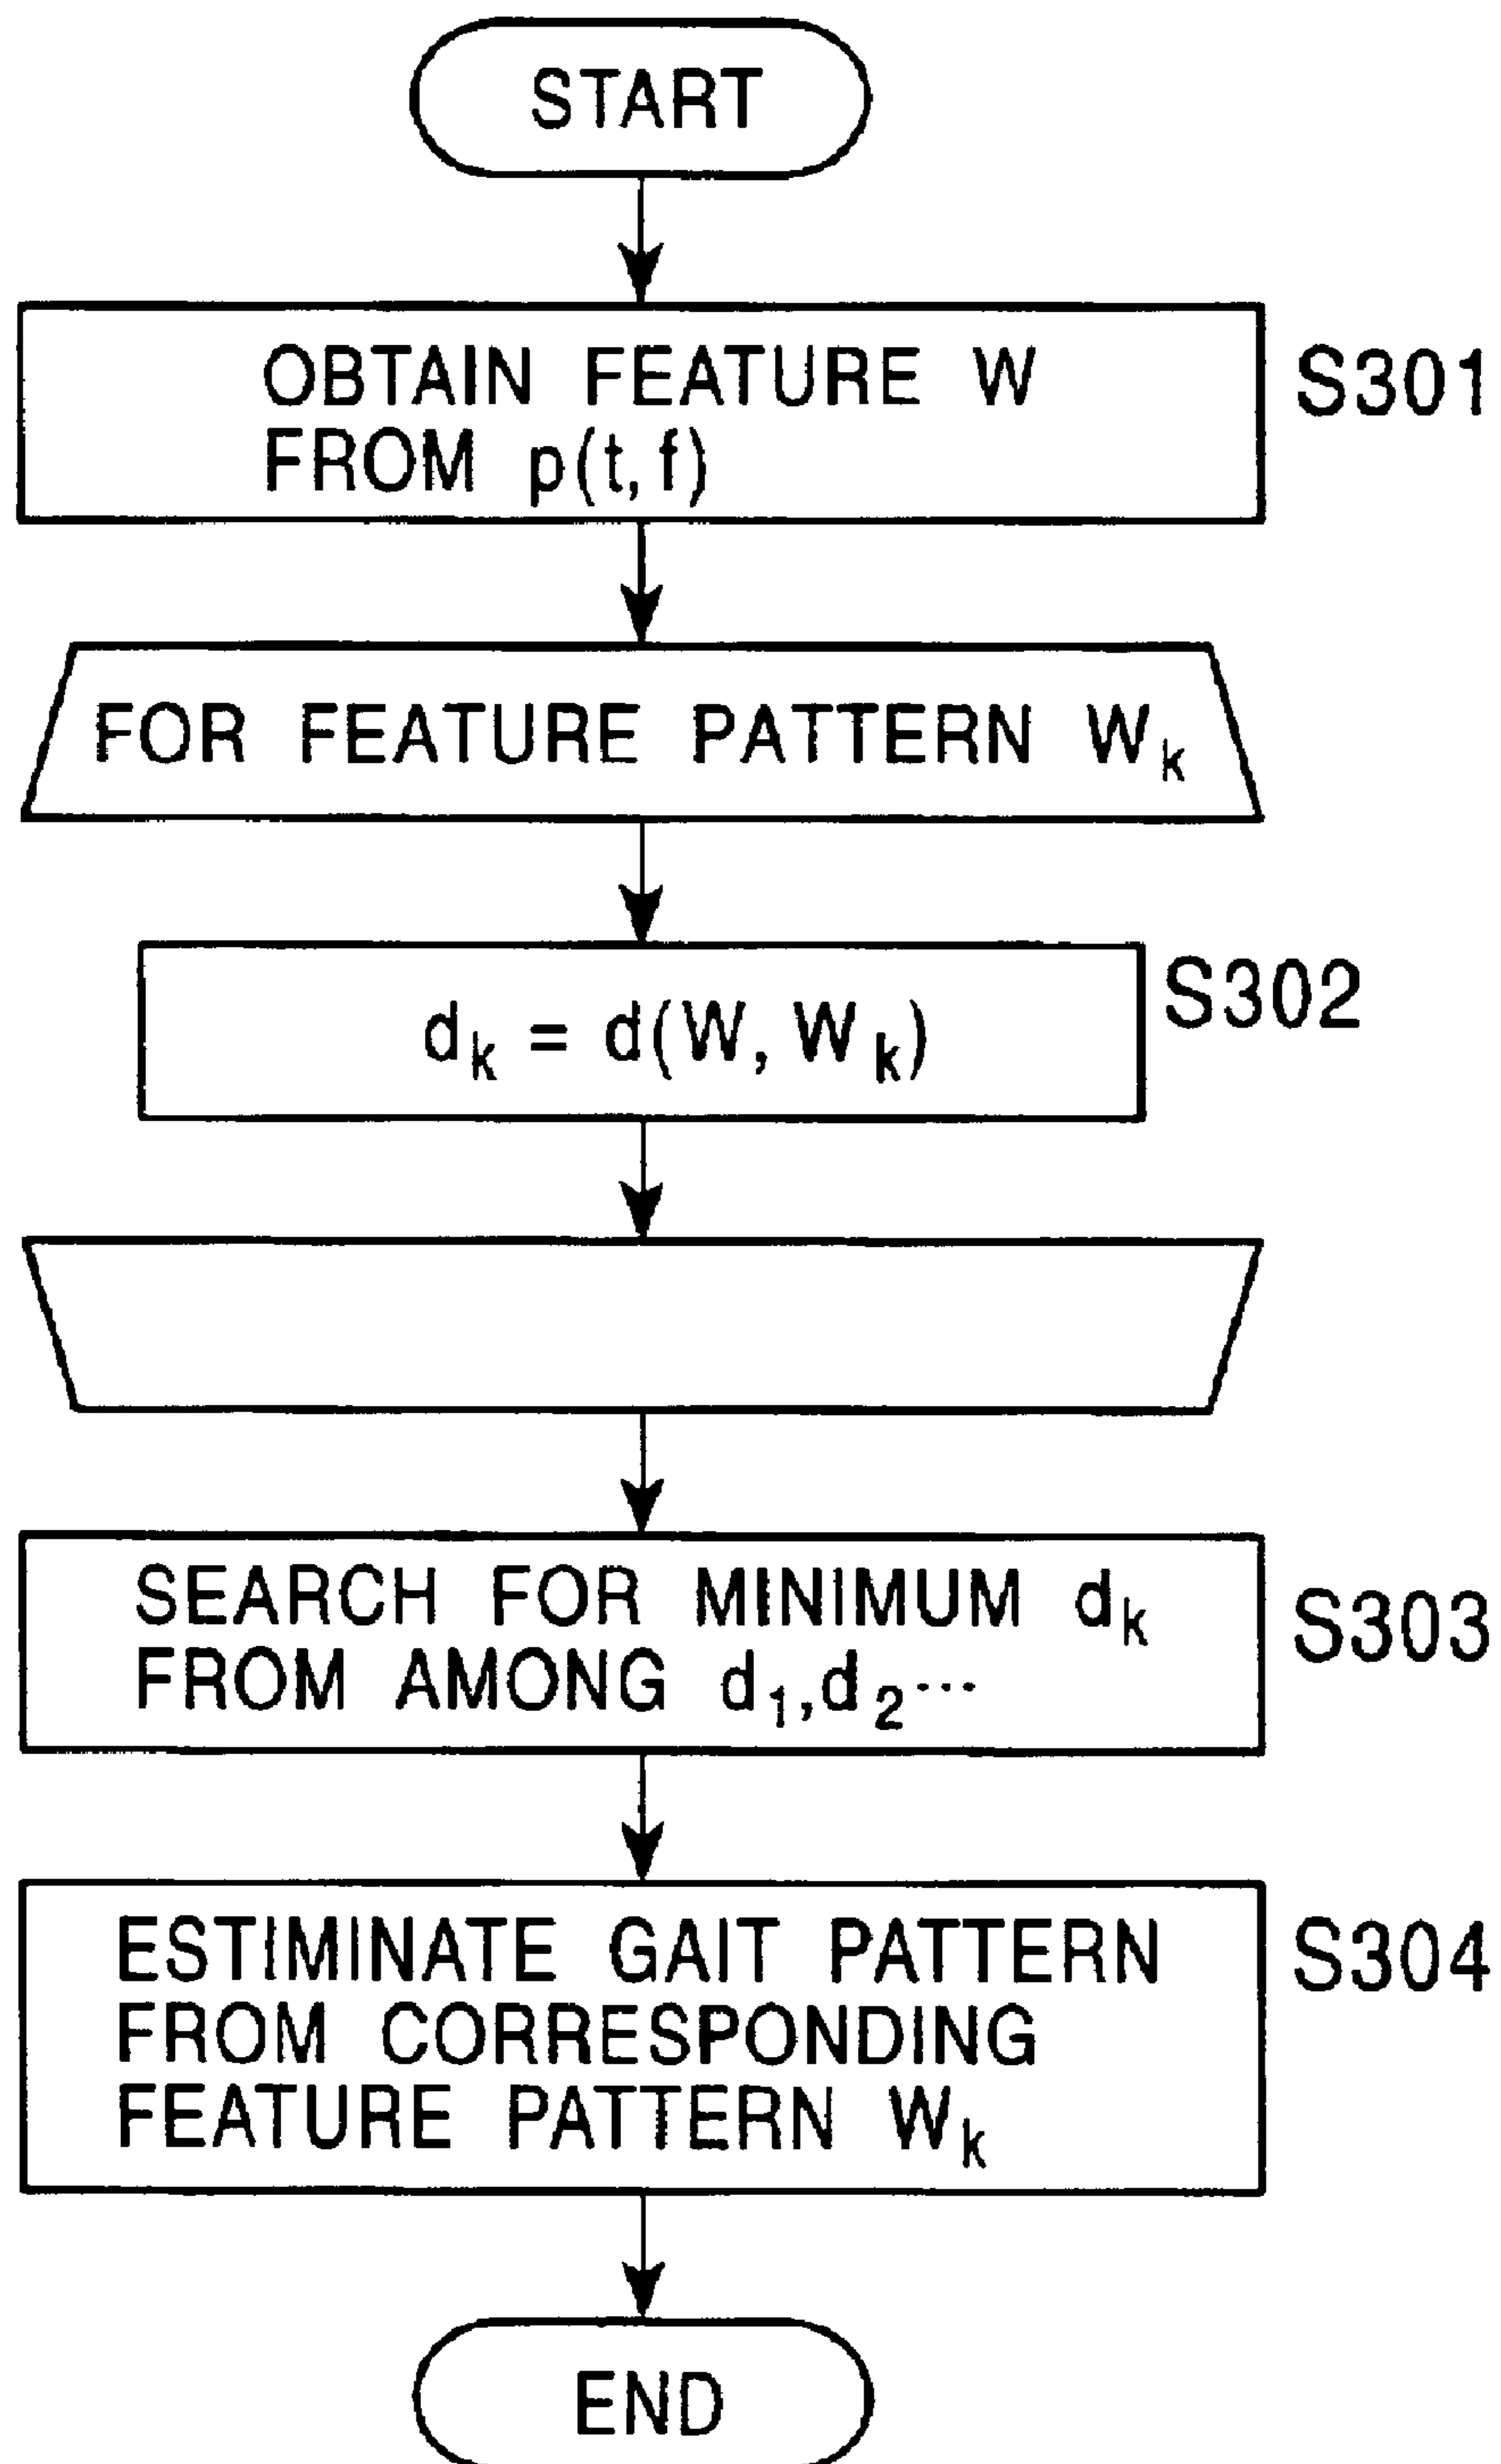 START
OBTAIN FEATURE W
FROM p(t,f)
S301
FOR FEATURE PATTERN Wk
dk = d(W, Wk)
S302
SEARCH FOR MINIMUM dk
FROM AMONG d1,d2···
S303
ESTIMINATE GAIT PATTERN
FROM CORRESPONDING
FEATURE PATTERN Wk
S304
END